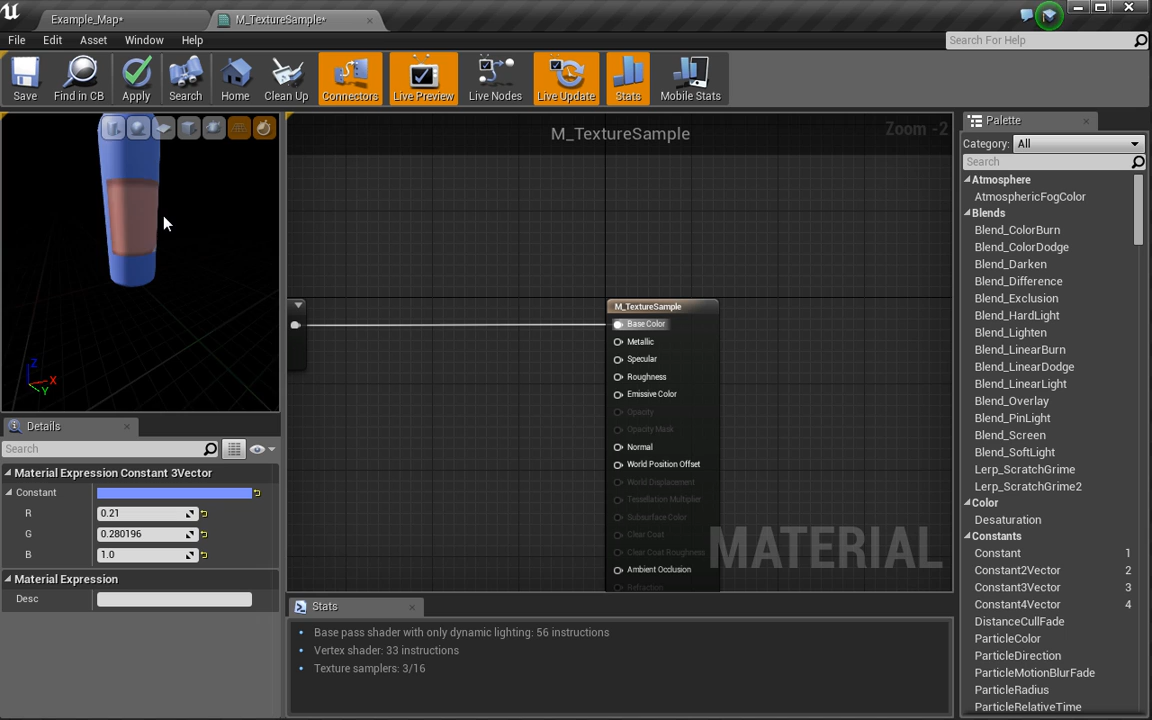 Example_Map*
M_TextureSample*
File Edit Asset Window Help
Search For Help
Save Find in CB Apply Search Home Clean Up Connectors Live Preview Live Nodes Live Update Stats Mobile Stats
M_TextureSample
Zoom -2
Z
X
Y
M_TextureSample
Base Color
Metallic
Specular
Roughness
Emissive Color
Opacity
Opacity Mask
Normal
World Position Offset
World Displacement
Tessellation Multiplier
Subsurface Color
Clear Coat
Clear Coat Roughness
Ambient Occlusion
Refraction
MATERIAL
Details
Search
Material Expression Constant 3Vector
Constant
R 0.21
G 0.280196
B 1.0
Material Expression
Desc
Stats
Base pass shader with only dynamic lighting: 56 instructions
Vertex shader: 33 instructions
Texture samplers: 3/16
Palette
Category: All
Search
Atmosphere
AtmosphericFogColor
Blends
Blend_ColorBurn
Blend_ColorDodge
Blend_Darken
Blend_Difference
Blend_Exclusion
Blend_HardLight
Blend_Lighten
Blend_LinearBurn
Blend_LinearDodge
Blend_LinearLight
Blend_Overlay
Blend_PinLight
Blend_Screen
Blend_SoftLight
Lerp_ScratchGrime
Lerp_ScratchGrime2
Color
Desaturation
Constants
Constant 1
Constant2Vector 2
Constant3Vector 3
Constant4Vector 4
DistanceCullFade
ParticleColor
ParticleDirection
ParticleMotionBlurFade
ParticleRadius
ParticleRelativeTime